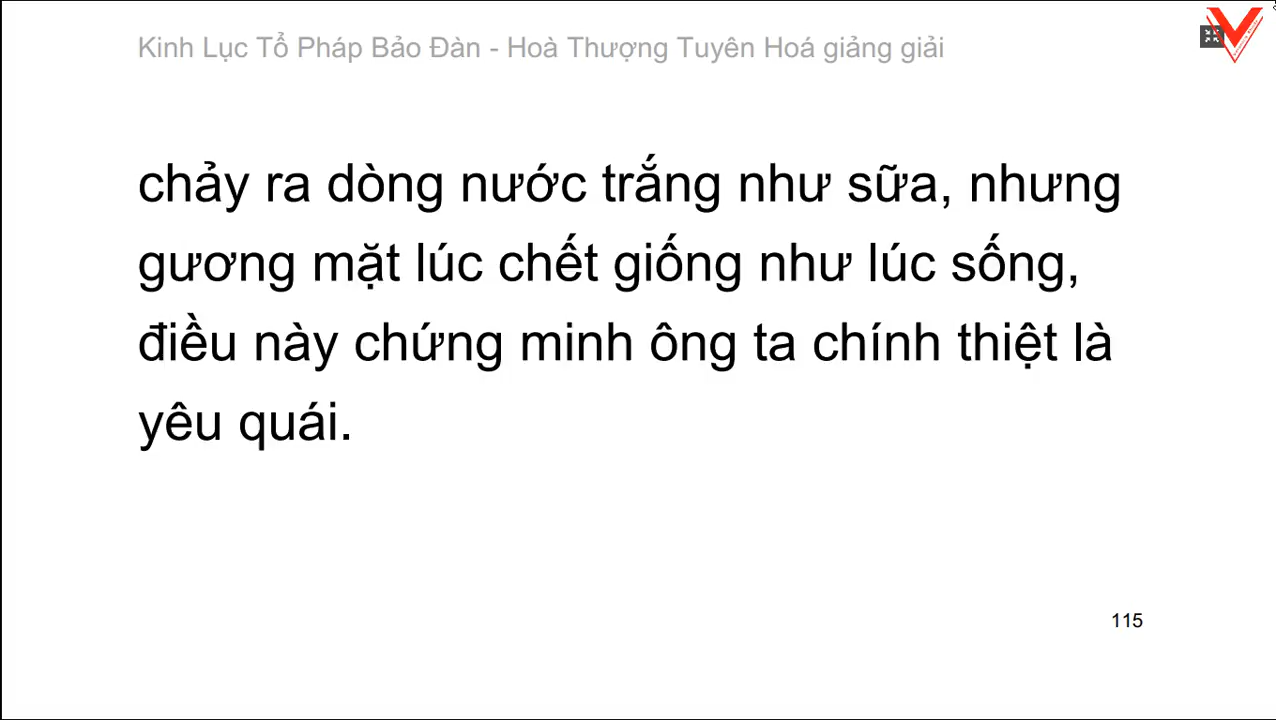 Kinh Lục Tổ Pháp Bảo Đàn - Hoà Thượng Tuyên Hoá giảng giải
chảy ra dòng nước trắng như sữa, nhưng
gương mặt lúc chết giống như lúc sống,
điều này chứng minh ông ta chính thiệt là
yêu quái.
115